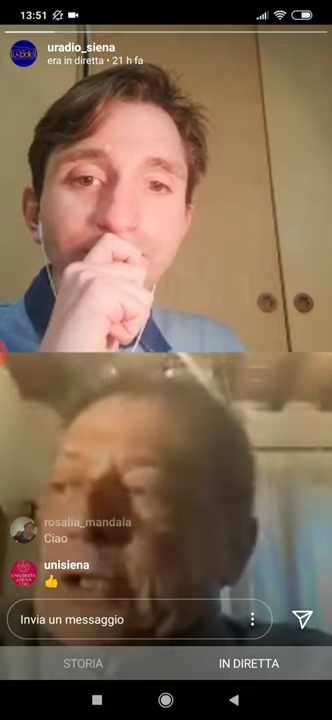 13:51
uradio_siena
era in diretta • 21 h fa
rosalia_mandala
Ciao
unisiena
👍
Invia un messaggio
STORIA
IN DIRETTA